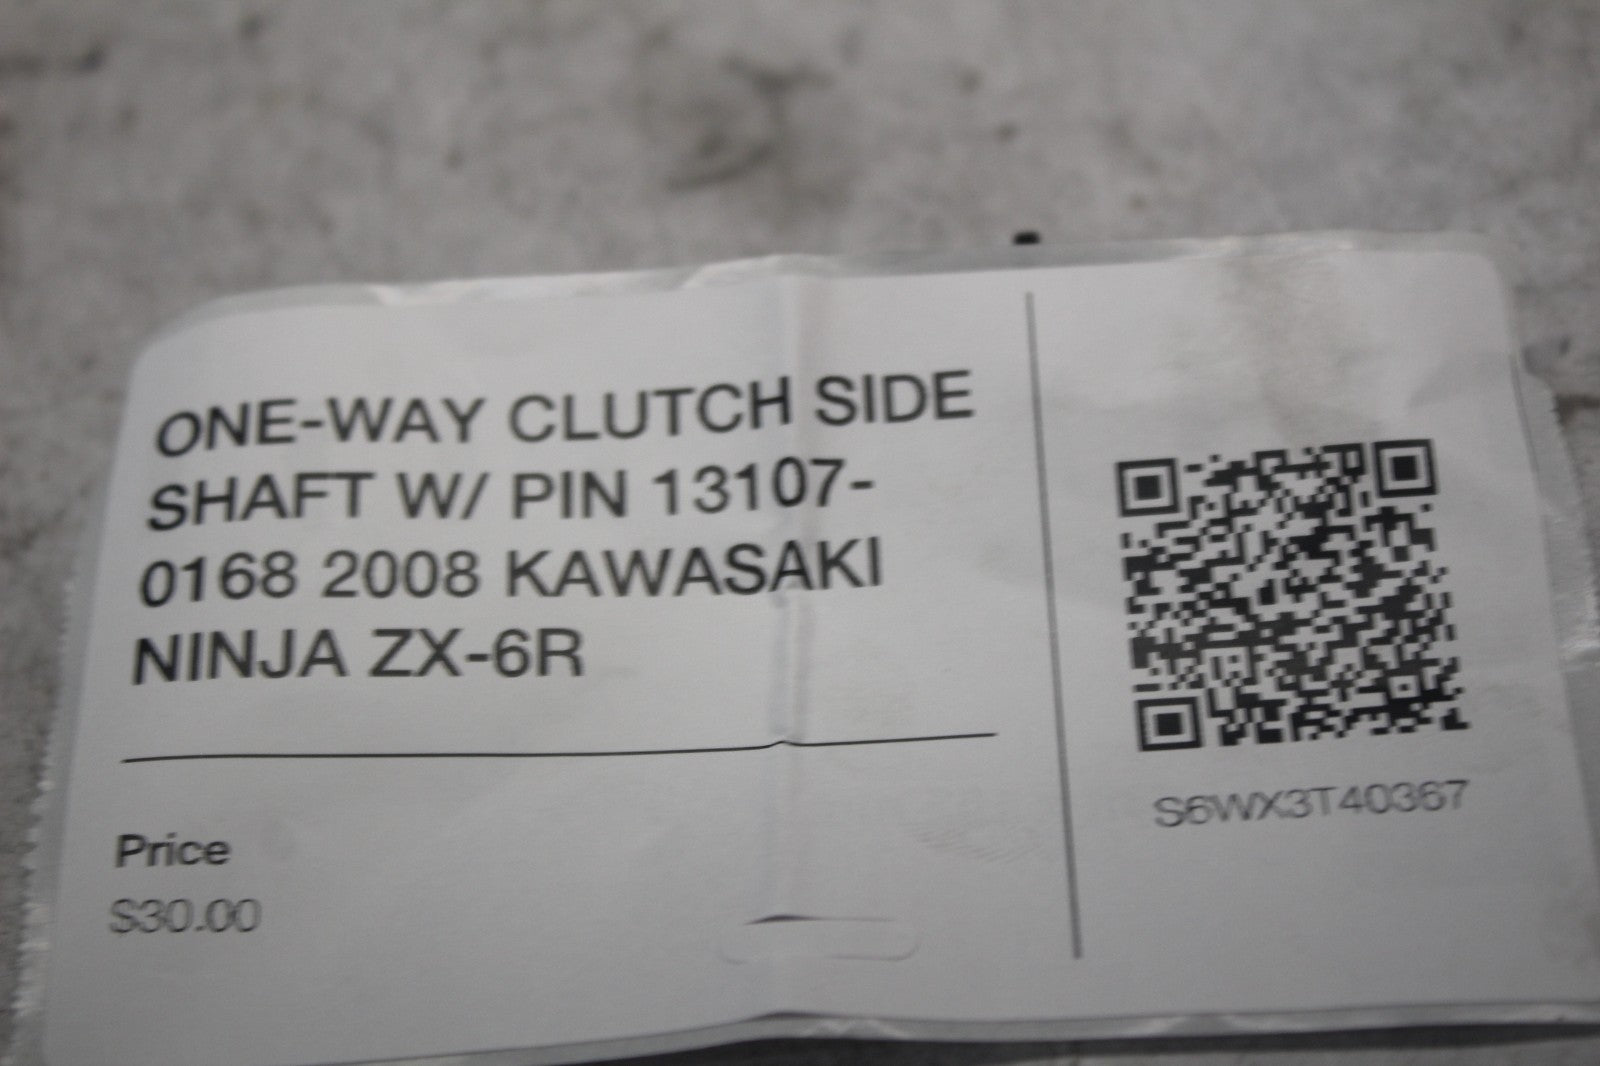 ONE-WAY CLUTCH SIDE
SHAFT W/ PIN 13107-
0168 2008 KAWASAKI
NINJA ZX-6R
Price
$30.00
S6WX3T40367